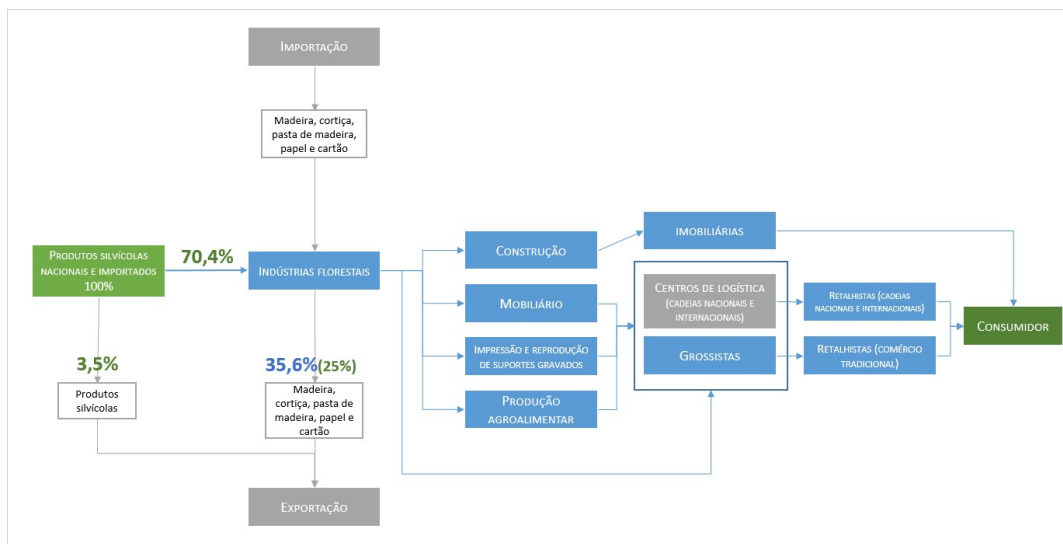 IMPORTAÇÃO
Madeira, cortiça,
pasta de madeira,
papel e cartão
PRODUTOS SILVÍCOLAS
NACIONAIS E IMPORTADOS
100%
70,4%
INDÚSTRIAS FLORESTAIS
3,5%
Produtos
silvícolas
35,6%(25%)
Madeira,
cortiça, pasta de
madeira, papel e
cartão
EXPORTAÇÃO
CONSTRUÇÃO
IMOBILIÁRIAS
MOBILIÁRIO
IMPRESSÃO E REPRODUÇÃO
DE SUPORTES GRAVADOS
PRODUÇÃO
AGROALIMENTAR
CENTROS DE LOGÍSTICA
(CADEIAS NACIONAIS E
INTERNACIONAIS)
GROSSISTAS
RETALHISTAS (CADEIAS
NACIONAIS E INTERNACIONAIS)
RETALHISTAS (COMÉRCIO
TRADICIONAL)
CONSUMIDOR